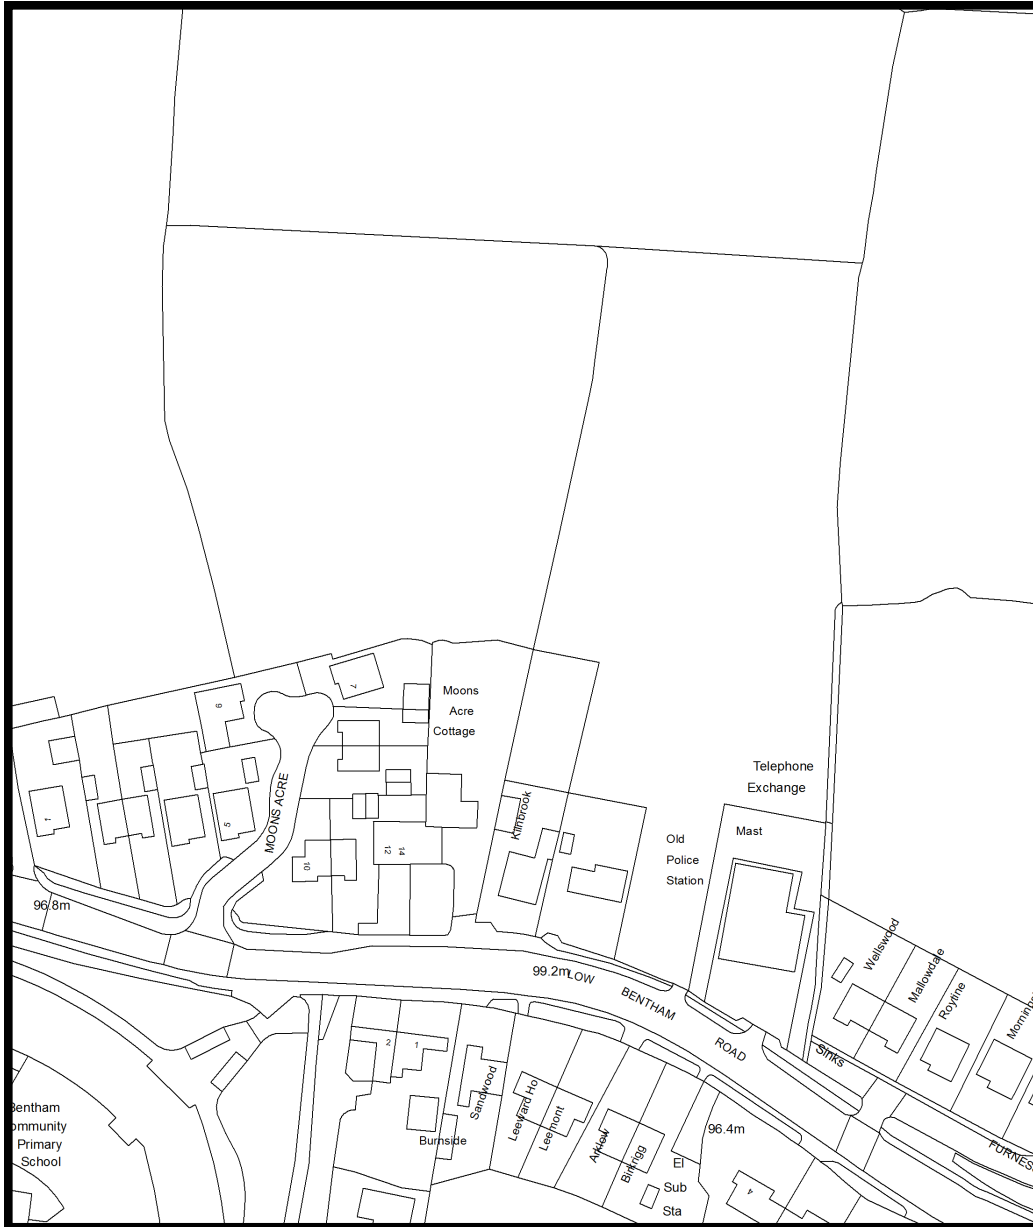 Moons
Acre
Cottage
7
6
MOONS ACRE
1
5
10
12
14
Kilnbrook
Telephone
Exchange
Mast
Old
Police
Station
96.8m
99.2m
LOW
BENTHAM
ROAD
Wellswood
Mallowdale
Roytine
Sinks
2
1
Sandwood
Leeward Ho
Leemont
Arklow
Birkrigg
Burnside
96.4m
El
Sub
Sta
4
Bentham
ommunity
Primary
School